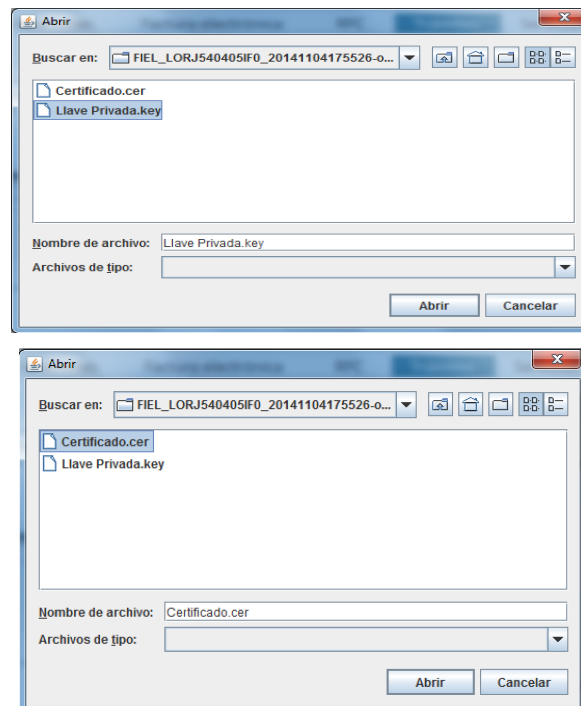 Abrir
Buscar en: FIEL_LORJ540405IF0_20141104175526-o...
Certificado.cer
Llave Privada.key
Nombre de archivo: Llave Privada.key
Archivos de tipo:
Abrir Cancelar
Abrir
Buscar en: FIEL_LORJ540405IF0_20141104175526-o...
Certificado.cer
Llave Privada.key
Nombre de archivo: Certificado.cer
Archivos de tipo:
Abrir Cancelar